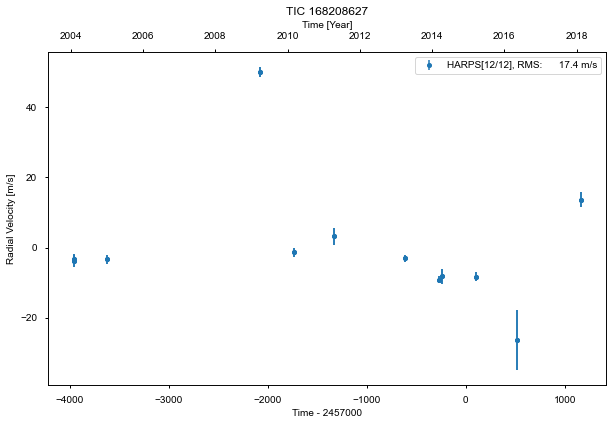 TIC 168208627
Time [Year]
2004 2006 2008 2010 2012 2014 2016 2018
HARPS[12/12], RMS: 17.4 m/s
40
20
0
−20
Radial Velocity [m/s]
−4000 −3000 −2000 −1000 0 1000
Time - 2457000